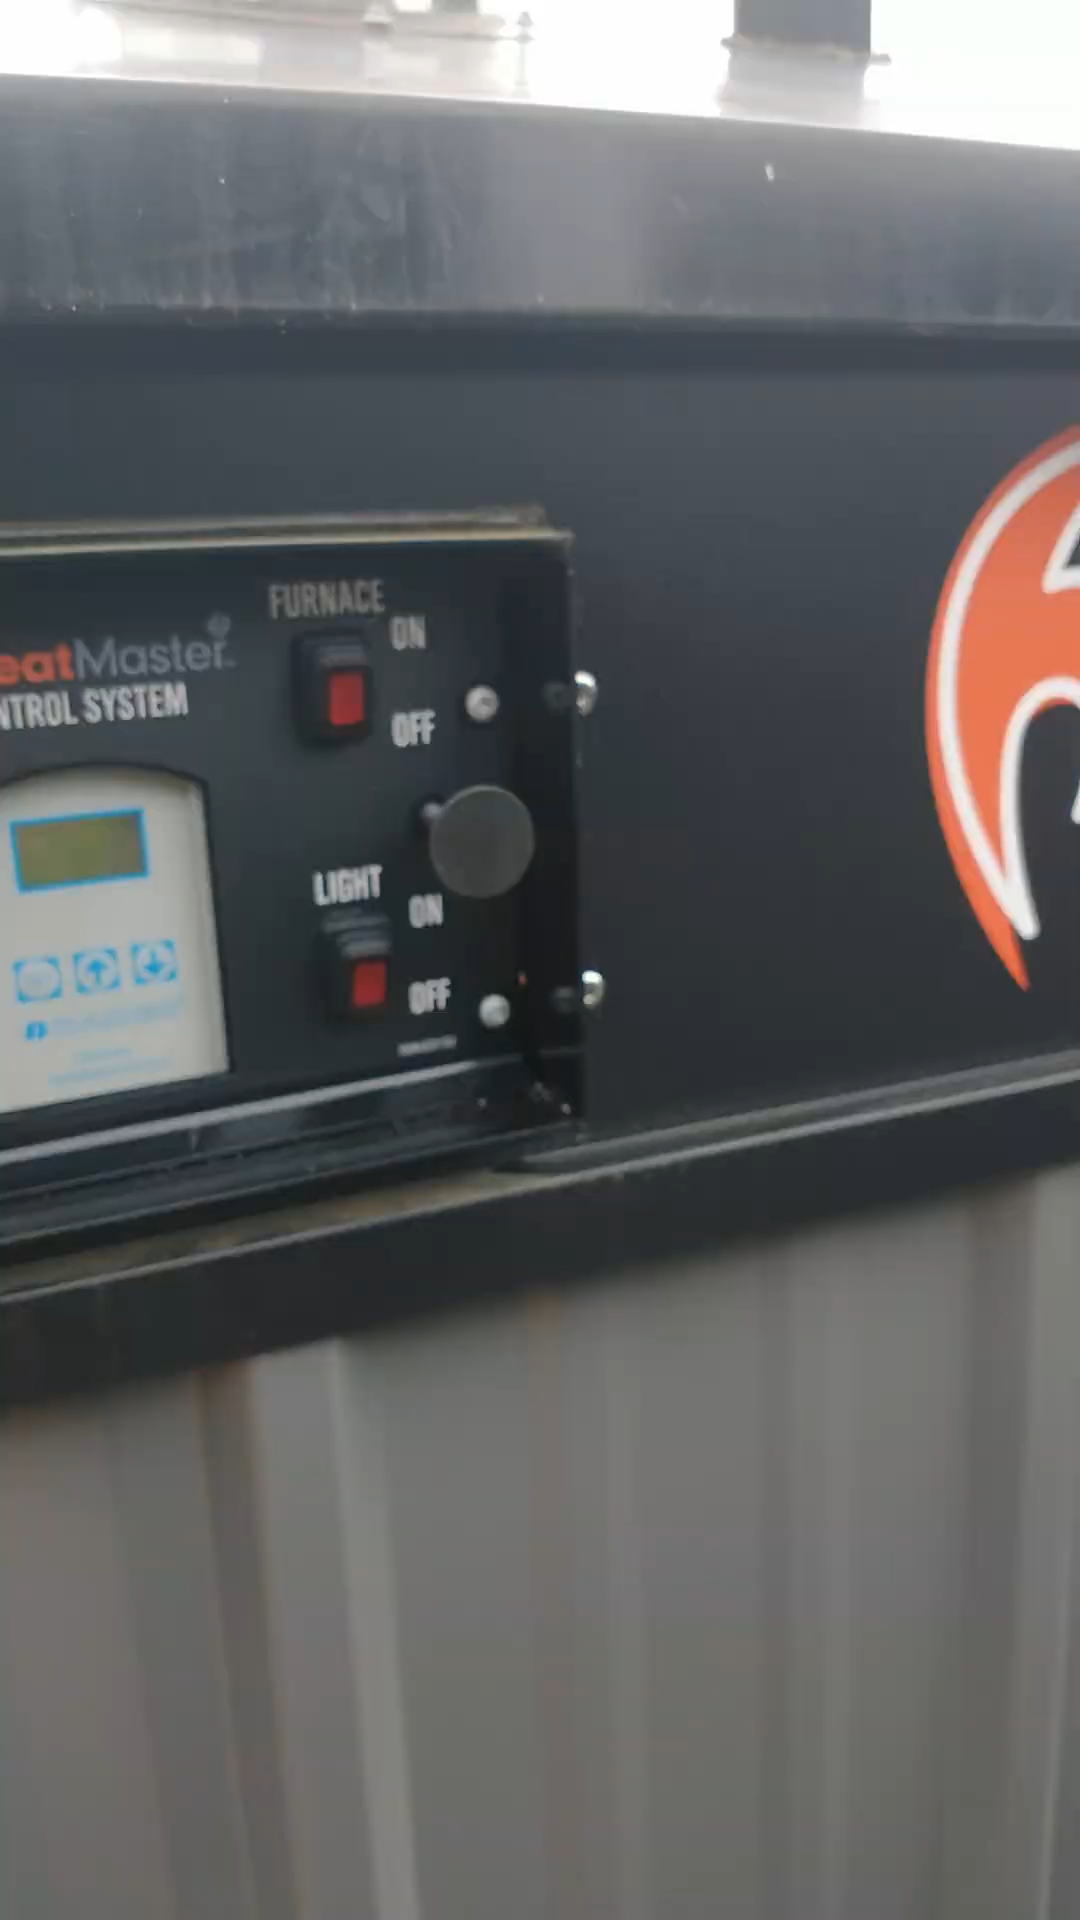 FURNACE
ON
eatMaster
NTROL SYSTEM
OFF
LIGHT
ON
OFF